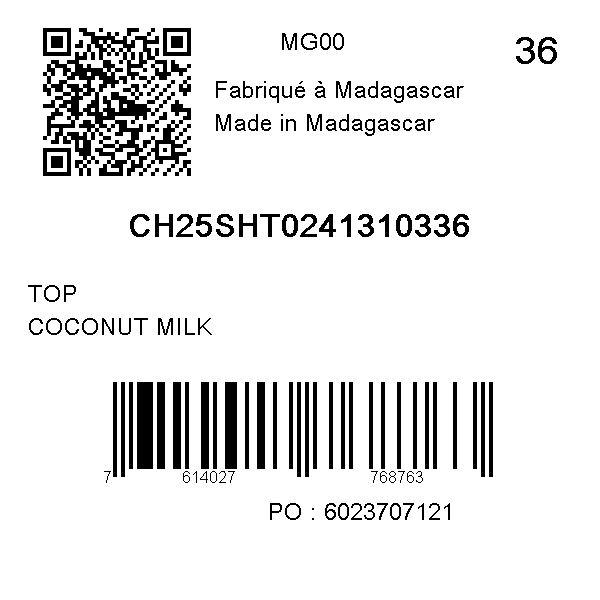 MG00
36
Fabriqué à Madagascar
Made in Madagascar
CH25SHT0241310336
TOP
COCONUT MILK
7 614027 768763
PO : 6023707121